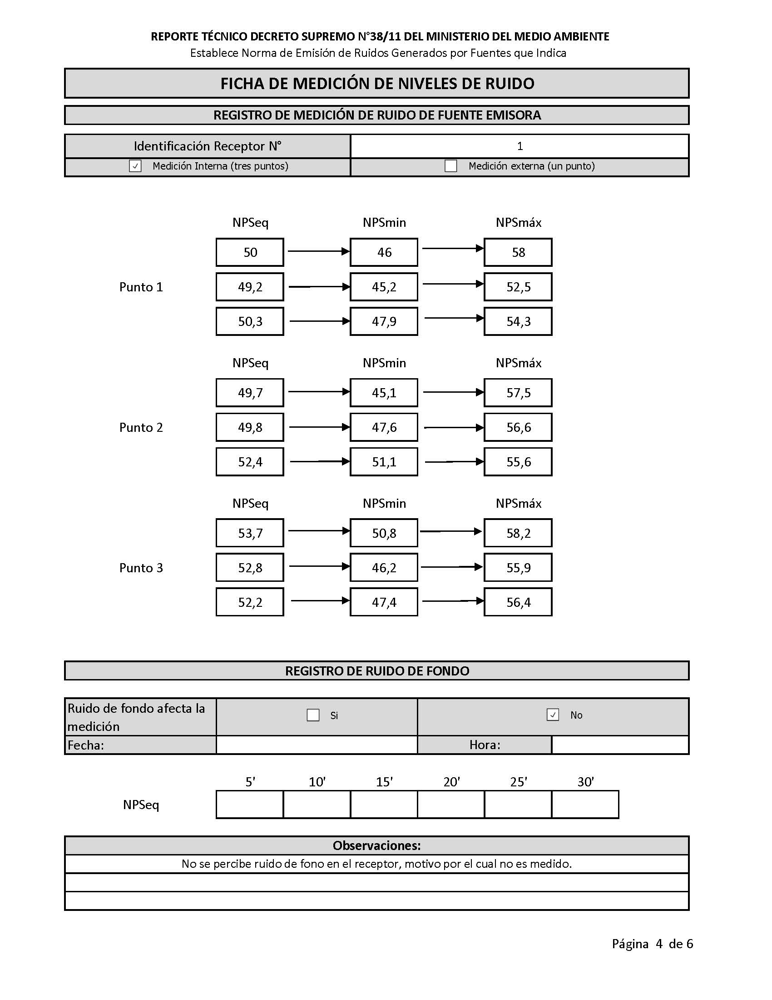 REPORTE TÉCNICO DECRETO SUPREMO N°38/11 DEL MINISTERIO DEL MEDIO AMBIENTE
Establece Norma de Emisión de Ruidos Generados por Fuentes que Indica
FICHA DE MEDICIÓN DE NIVELES DE RUIDO
REGISTRO DE MEDICIÓN DE RUIDO DE FUENTE EMISORA
Identificación Receptor N° 1
Medición Interna (tres puntos) Medición externa (un punto)
NPSeq NPSmin NPSmáx
50 46 58
Punto 1 49,2 45,2 52,5
50,3 47,9 54,3
NPSeq NPSmin NPSmáx
49,7 45,1 57,5
Punto 2 49,8 47,6 56,6
52,4 51,1 55,6
NPSeq NPSmin NPSmáx
53,7 50,8 58,2
Punto 3 52,8 46,2 55,9
52,2 47,4 56,4
REGISTRO DE RUIDO DE FONDO
Ruido de fondo afecta la
medición
Si No
Fecha: Hora:
5' 10' 15' 20' 25' 30'
NPSeq
Observaciones:
No se percibe ruido de fono en el receptor, motivo por el cual no es medido.
Página 4 de 6